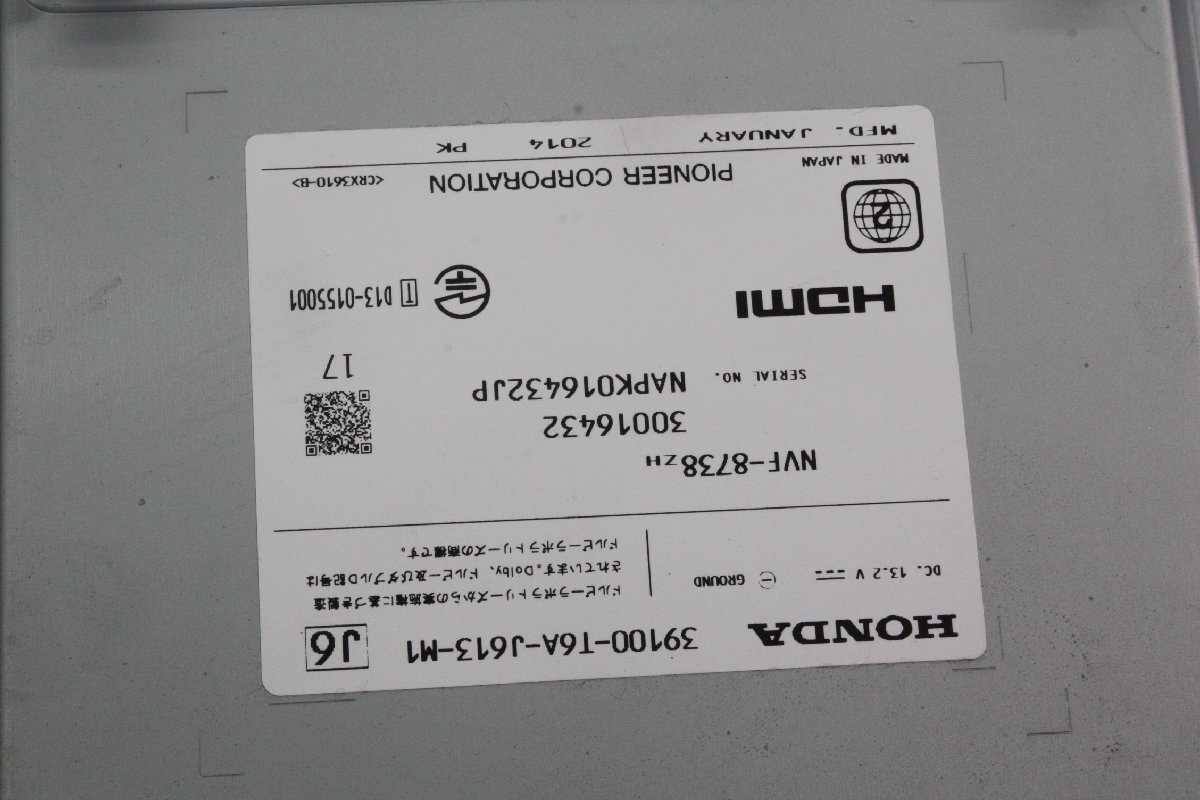 HONDA 39100-T6A-J613-M1 J6
DC. 13.2 V GROUND
ドルビーラボラトリーズからの実施権に基づき製造
されています。Dolby、ドルビー及びダブルD記号は
ドルビーラボラトリーズの商標です。
NVF-8738ZH
30016432
SERIAL NO. NAPK016432JP
17
HDMI
T D13-0155001
2
MADE IN JAPAN
PIONEER CORPORATION <CRX3610-B>
MFD. JANUARY 2014 PK